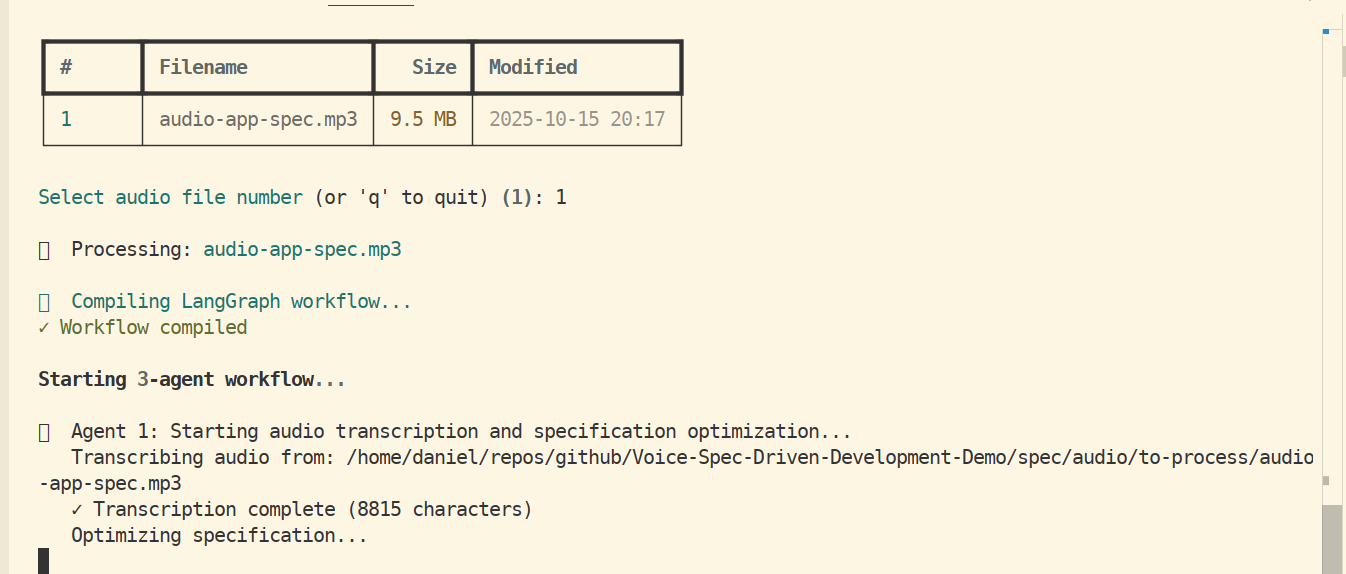 # Filename Size Modified
1 audio-app-spec.mp3 9.5 MB 2025-10-15 20:17
Select audio file number (or 'q' to quit) (1): 1
Processing: audio-app-spec.mp3
Compiling LangGraph workflow...
✓ Workflow compiled
Starting 3-agent workflow...
Agent 1: Starting audio transcription and specification optimization...
Transcribing audio from: /home/daniel/repos/github/Voice-Spec-Driven-Development-Demo/spec/audio/to-process/audio
-app-spec.mp3
✓ Transcription complete (8815 characters)
Optimizing specification...